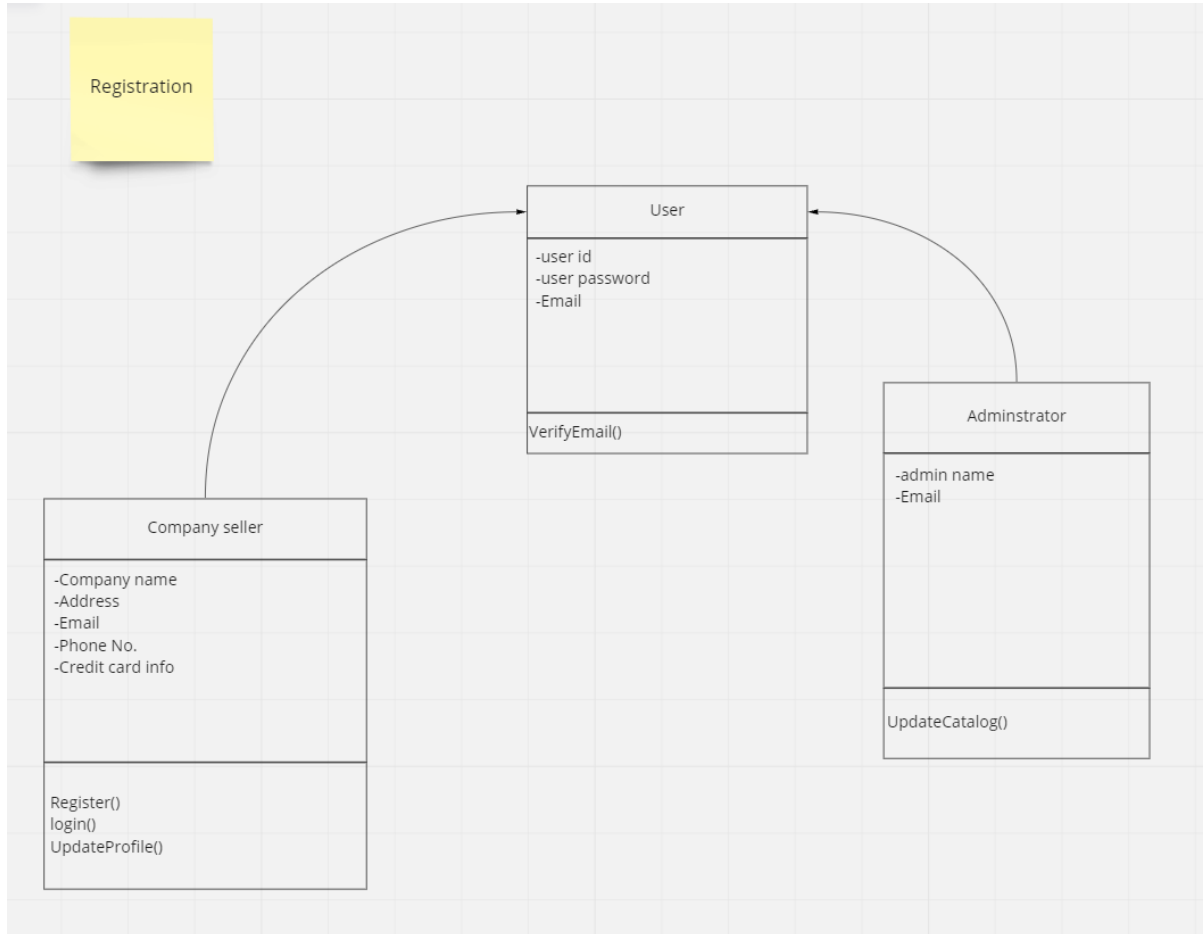 Registration
User
-user id
-user password
-Email
VerifyEmail()
Adminstrator
-admin name
-Email
UpdateCatalog()
Company seller
-Company name
-Address
-Email
-Phone No.
-Credit card info
Register()
login()
UpdateProfile()